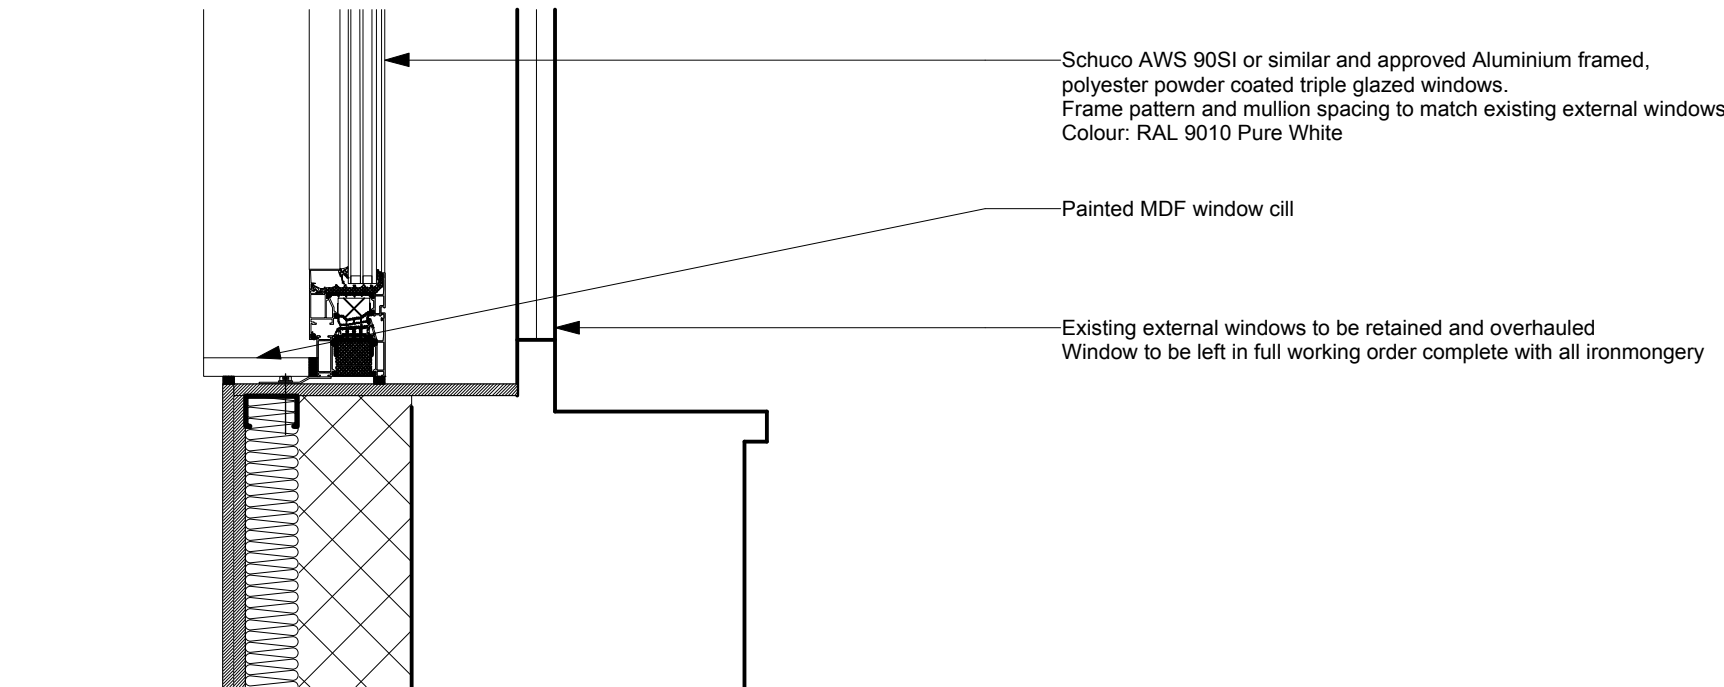 Schuco AWS 90SI or similar and approved Aluminium framed,
polyester powder coated triple glazed windows.
Frame pattern and mullion spacing to match existing external windows
Colour: RAL 9010 Pure White
Painted MDF window cill
Existing external windows to be retained and overhauled
Window to be left in full working order complete with all ironmongery